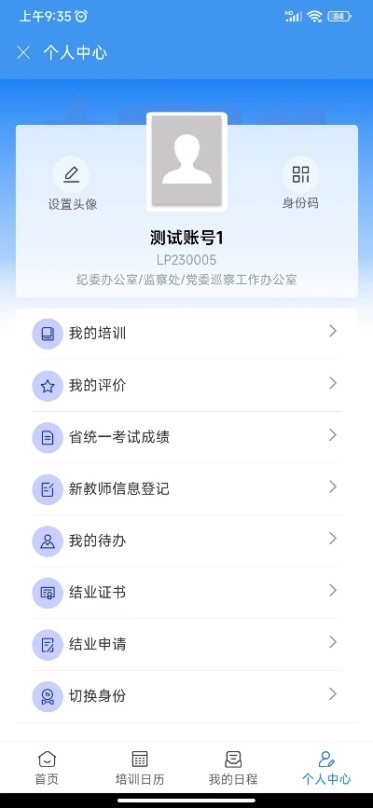 上午9:35
HD
84
个人中心
设置头像
身份码
测试账号1
LP230005
纪委办公室/监察处/党委巡察工作办公室
我的培训
我的评价
省统一考试成绩
新教师信息登记
我的待办
结业证书
结业申请
切换身份
首页
培训日历
我的日程
个人中心